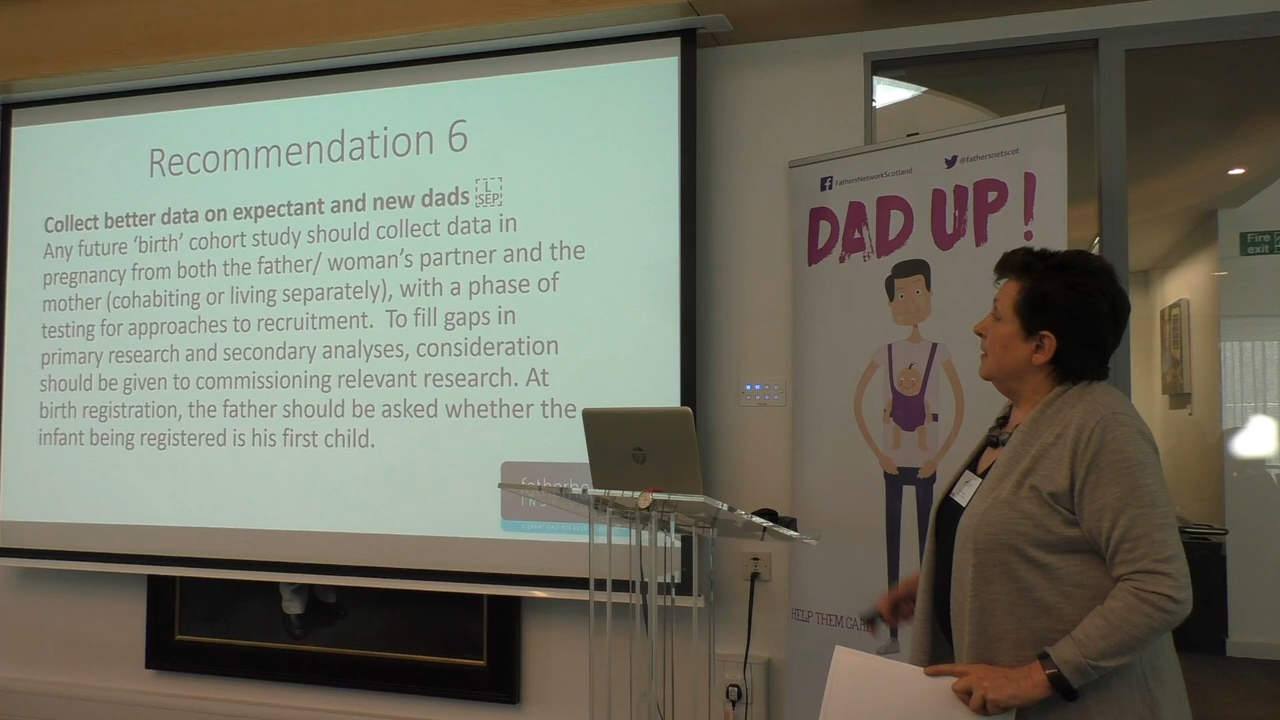 Recommendation 6
Collect better data on expectant and new dads L SEP
Any future ‘birth’ cohort study should collect data in
pregnancy from both the father/ woman’s partner and the
mother (cohabiting or living separately), with a phase of
testing for approaches to recruitment. To fill gaps in
primary research and secondary analyses, consideration
should be given to commissioning relevant research. At
birth registration, the father should be asked whether the
infant being registered is his first child.
FathersNetworkScotland
@fathersnetscot
DAD UP!
HELP THEM
Fire
exit
hp